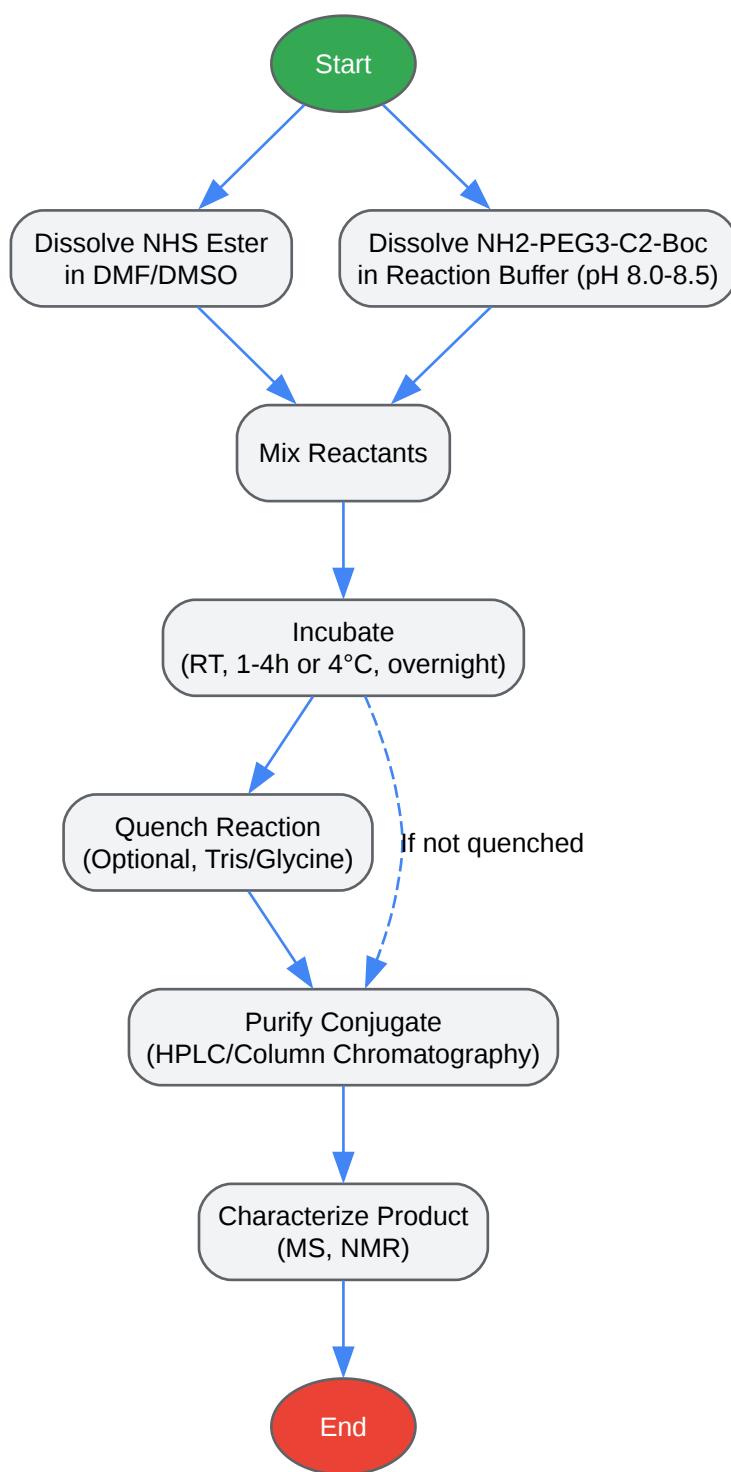 Start
Dissolve NHS Ester
in DMF/DMSO
Dissolve NH2-PEG3-C2-Boc
in Reaction Buffer (pH 8.0-8.5)
Mix Reactants
Incubate
(RT, 1-4h or 4°C, overnight)
Quench Reaction
(Optional, Tris/Glycine)
If not quenched
Purify Conjugate
(HPLC/Column Chromatography)
Characterize Product
(MS, NMR)
End